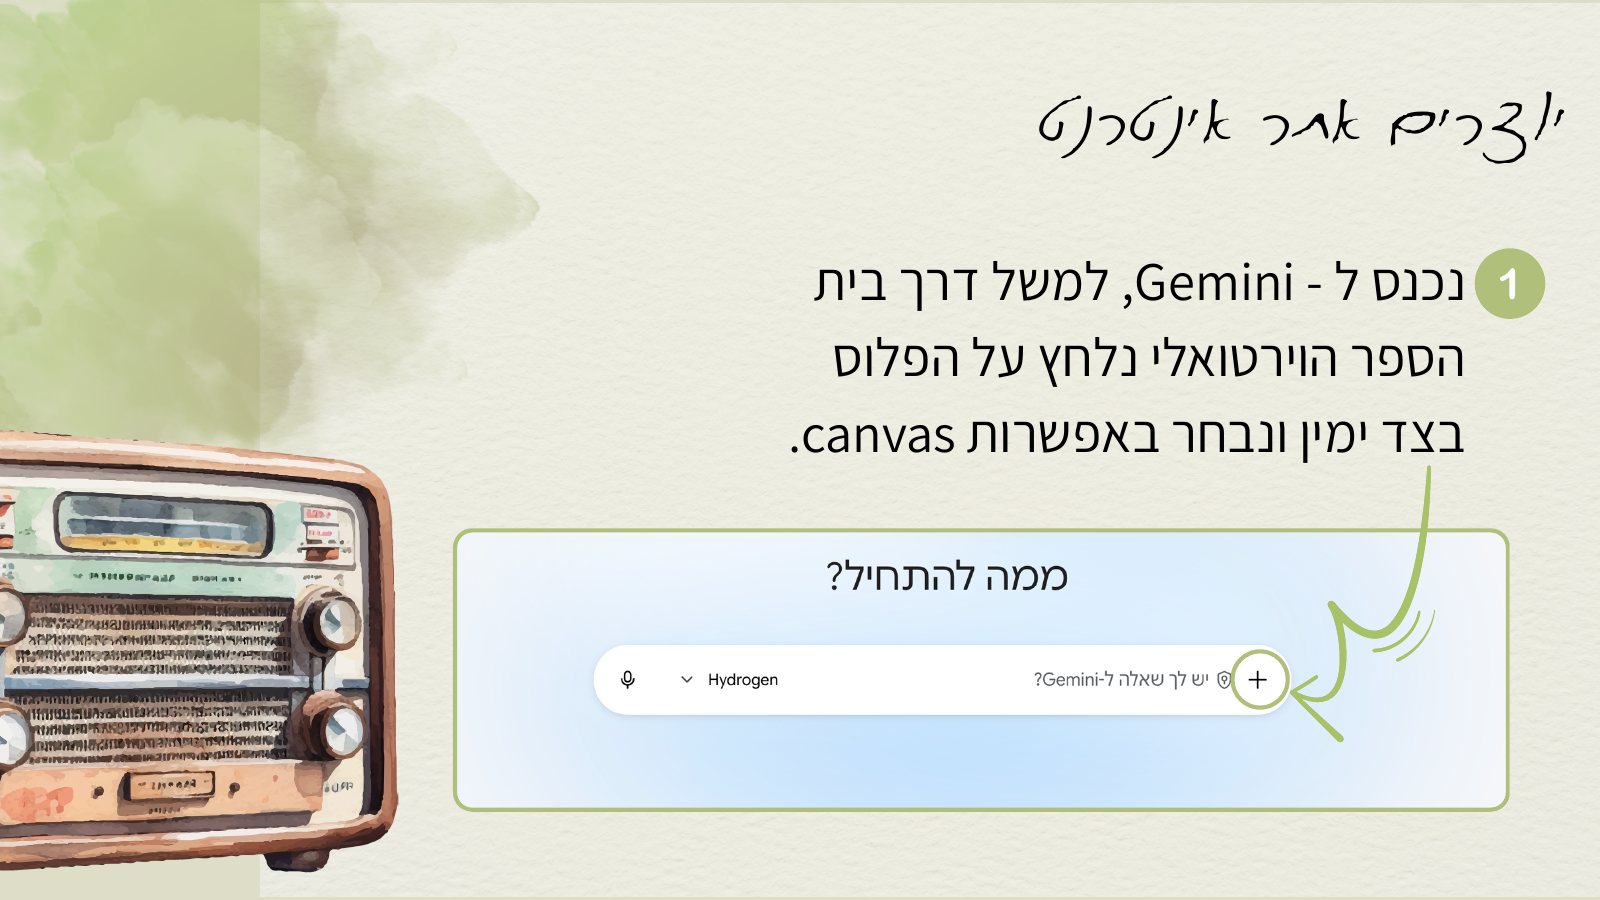 יוצרים אתר אינטרנט
1
נכנס ל - Gemini, למשל דרך בית
הספר הוירטואלי נלחץ על הפלוס
בצד ימין ונבחר באפשרות canvas.
ממה להתחיל?
יש לך שאלה ל-Gemini?
Hydrogen